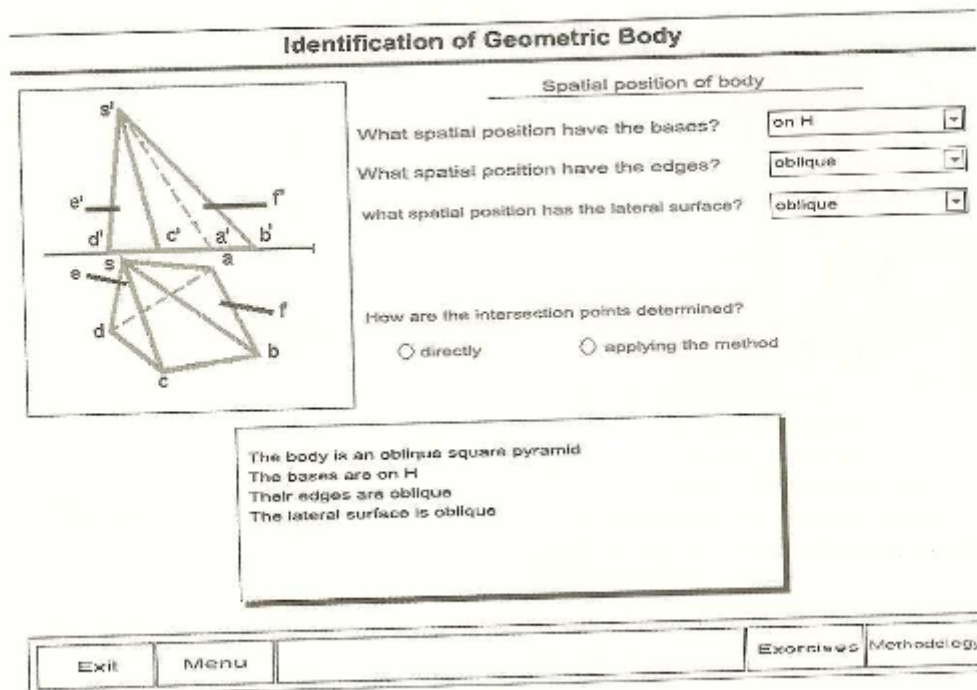 Identification of Geometric Body
Spatial position of body
What spatial position have the bases?
on H
What spatial position have the edges?
oblique
what spatial position has the lateral surface?
oblique
s'
e'
f'
d'
c'
a'
b'
s
a
e
f
d
b
c
How are the intersection points determined?
directly
applying the method
The body is an oblique square pyramid
The bases are on H
Their edges are oblique
The lateral surface is oblique
Exit
Menu
Exercises
Methodology